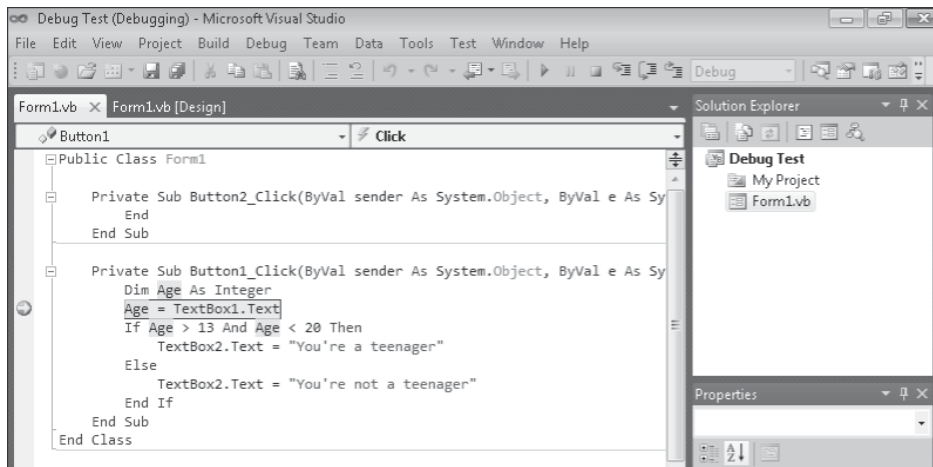 Debug Test (Debugging) - Microsoft Visual Studio
File Edit View Project Build Debug Team Data Tools Test Window Help
Debug
Form1.vb Form1.vb [Design]
Solution Explorer
Button1 Click
Public Class Form1
Private Sub Button2_Click(ByVal sender As System.Object, ByVal e As Sy
End
End Sub
Private Sub Button1_Click(ByVal sender As System.Object, ByVal e As Sy
Dim Age As Integer
Age = TextBox1.Text
If Age > 13 And Age < 20 Then
TextBox2.Text = "You're a teenager"
Else
TextBox2.Text = "You're not a teenager"
End If
End Sub
End Class
Debug Test
My Project
Form1.vb
Properties